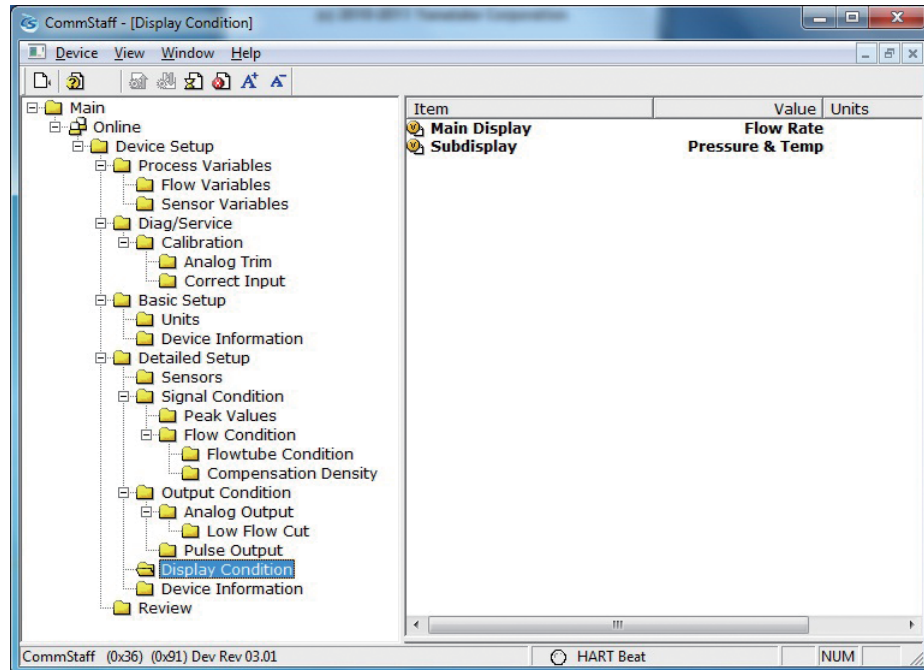 CommStaff - [Display Condition]
(c) 2010-2011 Corporation
Device View Window Help
A+ A-
Main
Online
Device Setup
Process Variables
Flow Variables
Sensor Variables
Diag/Service
Calibration
Analog Trim
Correct Input
Basic Setup
Units
Device Information
Detailed Setup
Sensors
Signal Condition
Peak Values
Flow Condition
Flowtube Condition
Compensation Density
Output Condition
Analog Output
Low Flow Cut
Pulse Output
Display Condition
Device Information
Review
Item Value Units
Main Display Flow Rate
Subdisplay Pressure & Temp
CommStaff (0x36) (0x91) Dev Rev 03.01 HART Beat NUM